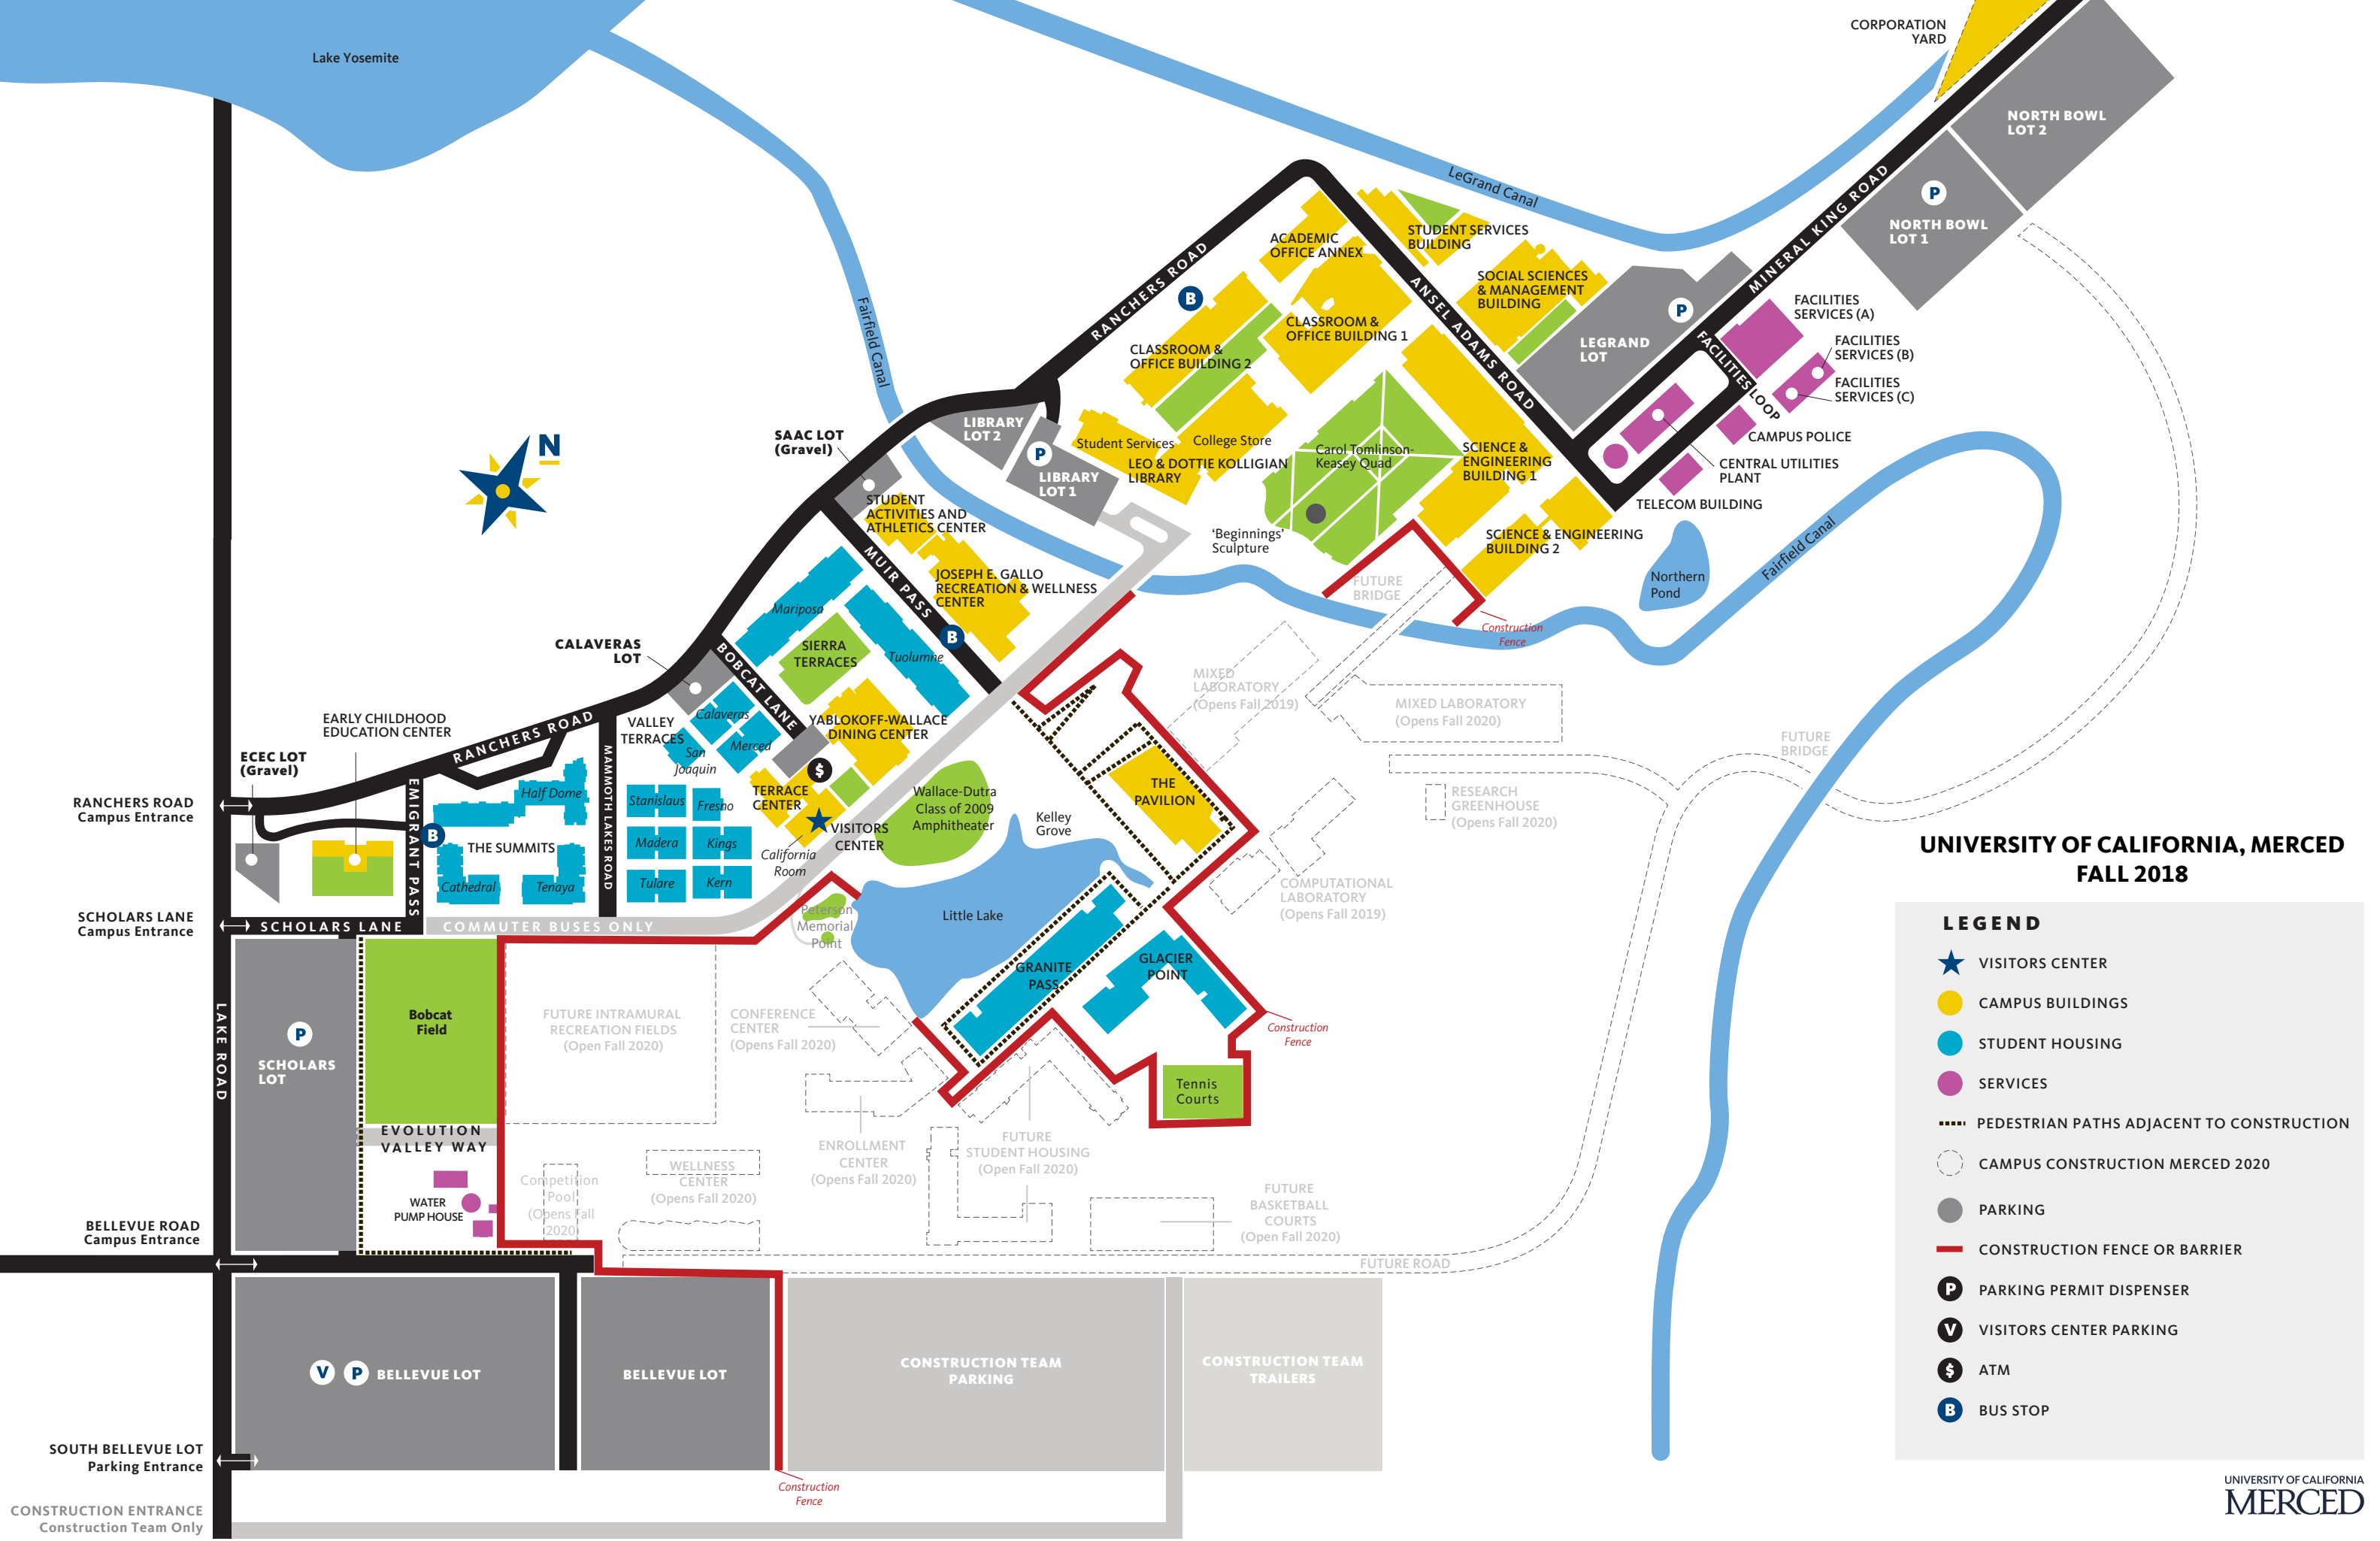 Lake Yosemite
CORPORATION
YARD
NORTH BOWL
LOT 2
LeGrand Canal
MINERAL KING ROAD
NORTH BOWL
LOT 1
P
RANCHERS ROAD
B
ACADEMIC
OFFICE ANNEX
STUDENT SERVICES
BUILDING
SOCIAL SCIENCES
& MANAGEMENT
BUILDING
ANSEL ADAMS ROAD
P
LEGRAND
LOT
FACILITIES
SERVICES (A)
FACILITIES
SERVICES (B)
FACILITIES
SERVICES (C)
FACILITIES LOOP
CAMPUS POLICE
CENTRAL UTILITIES
PLANT
TELECOM BUILDING
Fairfield Canal
CLASSROOM &
OFFICE BUILDING 1
CLASSROOM &
OFFICE BUILDING 2
LIBRARY
LOT 2
P
LIBRARY
LOT 1
Student Services
College Store
LEO & DOTTIE KOLLIGIAN
LIBRARY
Carol Tomlinson-
Keasey Quad
SCIENCE &
ENGINEERING
BUILDING 1
SCIENCE & ENGINEERING
BUILDING 2
'Beginnings'
Sculpture
Northern
Pond
Fairfield Canal
FUTURE
BRIDGE
Construction
Fence
N
SAAC LOT
(Gravel)
STUDENT
ACTIVITIES AND
ATHLETICS CENTER
MUIR PASS
JOSEPH E. GALLO
RECREATION & WELLNESS
CENTER
B
Mariposa
SIERRA
TERRACES
Tuolumne
CALAVERAS
LOT
BOBCAT LANE
VALLEY
TERRACES
Calaveras
Merced
San
Joaquin
YABLOKOFF-WALLACE
DINING CENTER
$
TERRACE
CENTER
VISITORS
CENTER
California
Room
Wallace-Dutra
Class of 2009
Amphitheater
Kelley
Grove
THE
PAVILION
MIXED
LABORATORY
(Opens Fall 2019)
MIXED LABORATORY
(Opens Fall 2020)
FUTURE
BRIDGE
RESEARCH
GREENHOUSE
(Opens Fall 2020)
COMPUTATIONAL
LABORATORY
(Opens Fall 2019)
EARLY CHILDHOOD
EDUCATION CENTER
ECEC LOT
(Gravel)
RANCHERS ROAD
RANCHERS ROAD
Campus Entrance
EMIGRANT PASS
B
Half Dome
THE SUMMITS
Cathedral
Tenaya
MAMMOTH LAKES ROAD
Stanislaus
Fresno
Madera
Kings
Tulare
Kern
SCHOLARS LANE
Campus Entrance
SCHOLARS LANE
COMMUTER BUSES ONLY
Peterson
Memorial
Point
Little Lake
GRANITE
PASS
GLACIER
POINT
Construction
Fence
Tennis
Courts
LAKE ROAD
P
SCHOLARS
LOT
Bobcat
Field
FUTURE INTRAMURAL
RECREATION FIELDS
(Open Fall 2020)
CONFERENCE
CENTER
(Opens Fall 2020)
EVOLUTION
VALLEY WAY
WATER
PUMP HOUSE
Competition
Pool
(Opens Fall
2020)
WELLNESS
CENTER
(Opens Fall 2020)
ENROLLMENT
CENTER
(Opens Fall 2020)
FUTURE
STUDENT HOUSING
(Open Fall 2020)
FUTURE
BASKETBALL
COURTS
(Open Fall 2020)
FUTURE ROAD
BELLEVUE ROAD
Campus Entrance
V P BELLEVUE LOT
BELLEVUE LOT
CONSTRUCTION TEAM
PARKING
CONSTRUCTION TEAM
TRAILERS
SOUTH BELLEVUE LOT
Parking Entrance
Construction
Fence
CONSTRUCTION ENTRANCE
Construction Team Only
UNIVERSITY OF CALIFORNIA, MERCED
FALL 2018
LEGEND
VISITORS CENTER
CAMPUS BUILDINGS
STUDENT HOUSING
SERVICES
PEDESTRIAN PATHS ADJACENT TO CONSTRUCTION
CAMPUS CONSTRUCTION MERCED 2020
PARKING
CONSTRUCTION FENCE OR BARRIER
P PARKING PERMIT DISPENSER
V VISITORS CENTER PARKING
$ ATM
B BUS STOP
UNIVERSITY OF CALIFORNIA
MERCED